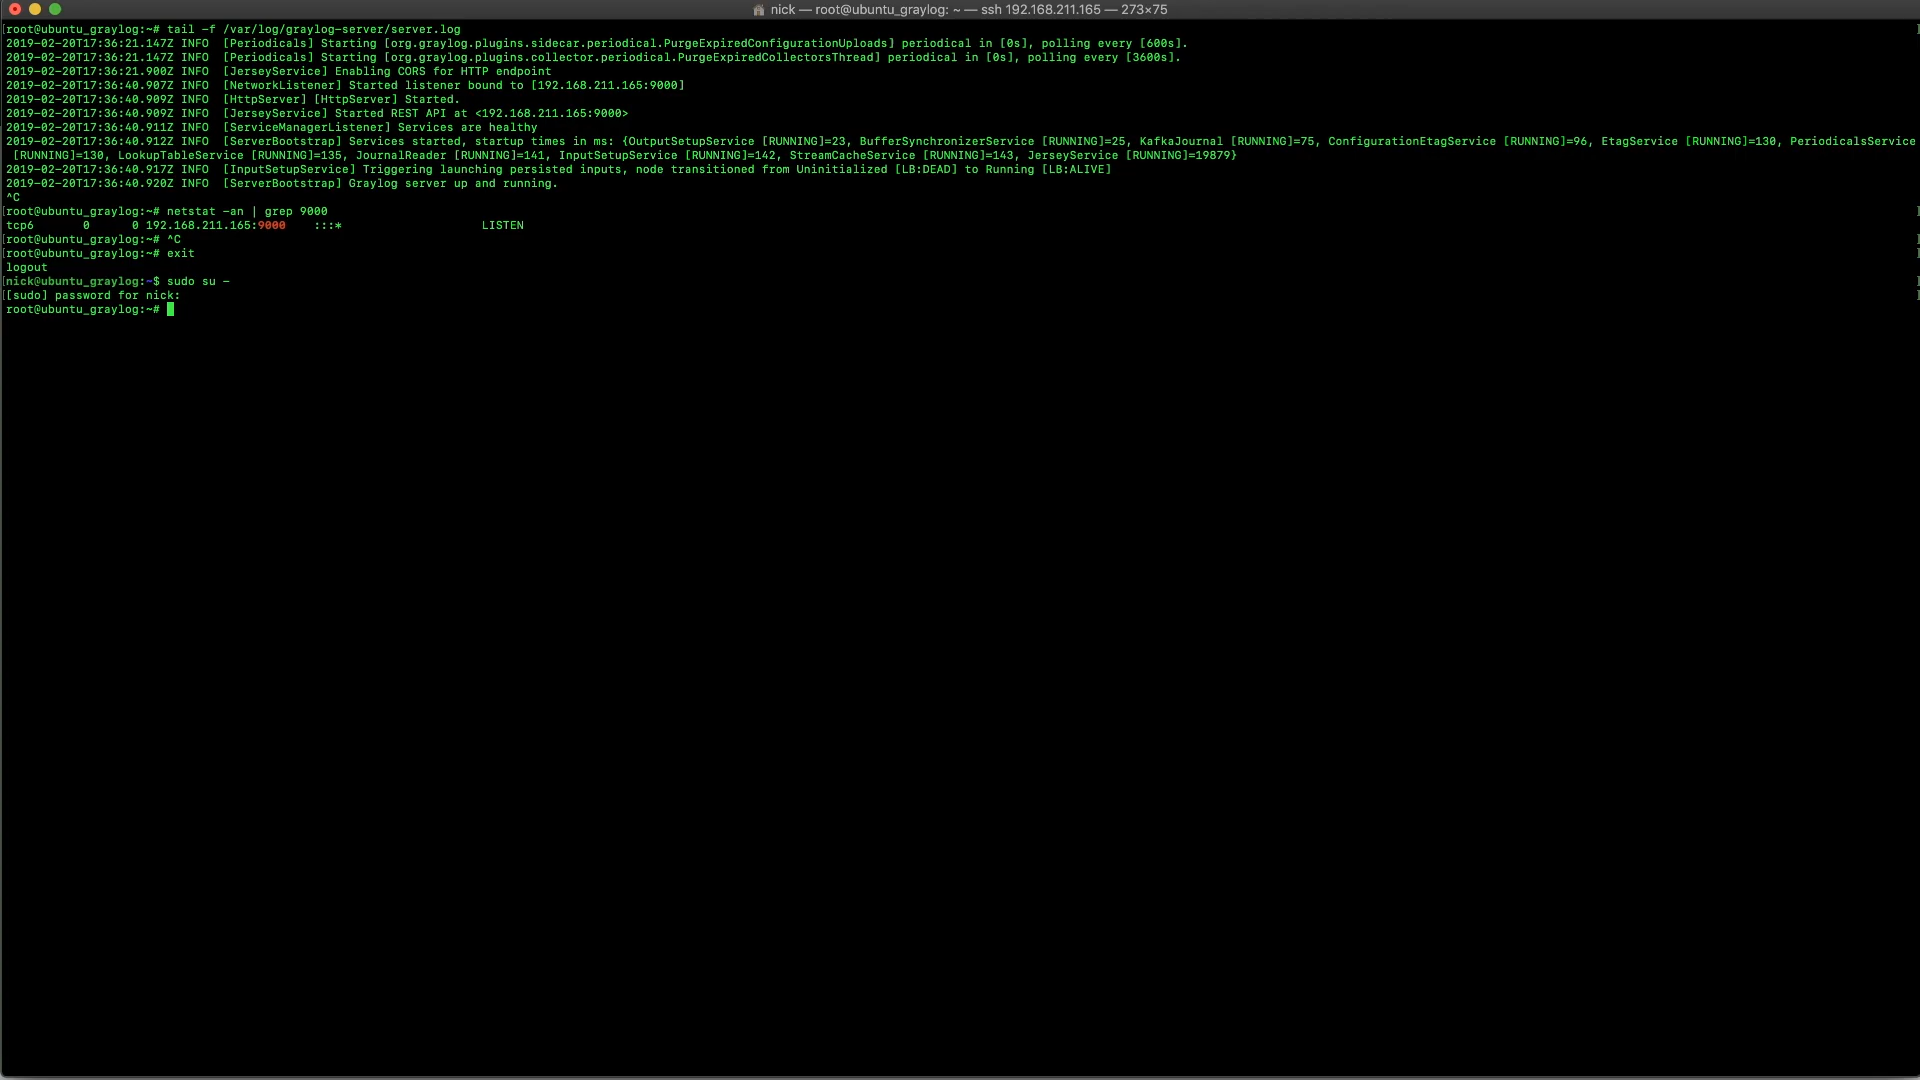 nick — root@ubuntu_graylog: ~ — ssh 192.168.211.165 — 273×75
[root@ubuntu_graylog:~# tail -f /var/log/graylog-server/server.log ]
2019-02-20T17:36:21.147Z INFO  [Periodicals] Starting [org.graylog.plugins.sidecar.periodical.PurgeExpiredConfigurationUploads] periodical in [0s], polling every [600s].
2019-02-20T17:36:21.147Z INFO  [Periodicals] Starting [org.graylog.plugins.collector.periodical.PurgeExpiredCollectorsThread] periodical in [0s], polling every [3600s].
2019-02-20T17:36:21.900Z INFO  [JerseyService] Enabling CORS for HTTP endpoint
2019-02-20T17:36:40.907Z INFO  [NetworkListener] Started listener bound to [192.168.211.165:9000]
2019-02-20T17:36:40.909Z INFO  [HttpServer] [HttpServer] Started.
2019-02-20T17:36:40.909Z INFO  [JerseyService] Started REST API at <192.168.211.165:9000>
2019-02-20T17:36:40.911Z INFO  [ServiceManagerListener] Services are healthy
2019-02-20T17:36:40.912Z INFO  [ServerBootstrap] Services started, startup times in ms: {OutputSetupService [RUNNING]=23, BufferSynchronizerService [RUNNING]=25, KafkaJournal [RUNNING]=75, ConfigurationEtagService [RUNNING]=96, EtagService [RUNNING]=130, PeriodicalsService
[RUNNING]=130, LookupTableService [RUNNING]=135, JournalReader [RUNNING]=141, InputSetupService [RUNNING]=142, StreamCacheService [RUNNING]=143, JerseyService [RUNNING]=19879}
2019-02-20T17:36:40.917Z INFO  [InputSetupService] Triggering launching persisted inputs, node transitioned from Uninitialized [LB:DEAD] to Running [LB:ALIVE]
2019-02-20T17:36:40.920Z INFO  [ServerBootstrap] Graylog server up and running.
^C
[root@ubuntu_graylog:~# netstat -an | grep 9000 ]
tcp6       0      0 192.168.211.165:9000    :::*                    LISTEN
[root@ubuntu_graylog:~# ^C ]
[root@ubuntu_graylog:~# exit ]
logout
[nick@ubuntu_graylog:~$ sudo su - ]
[[sudo] password for nick: ]
root@ubuntu_graylog:~#